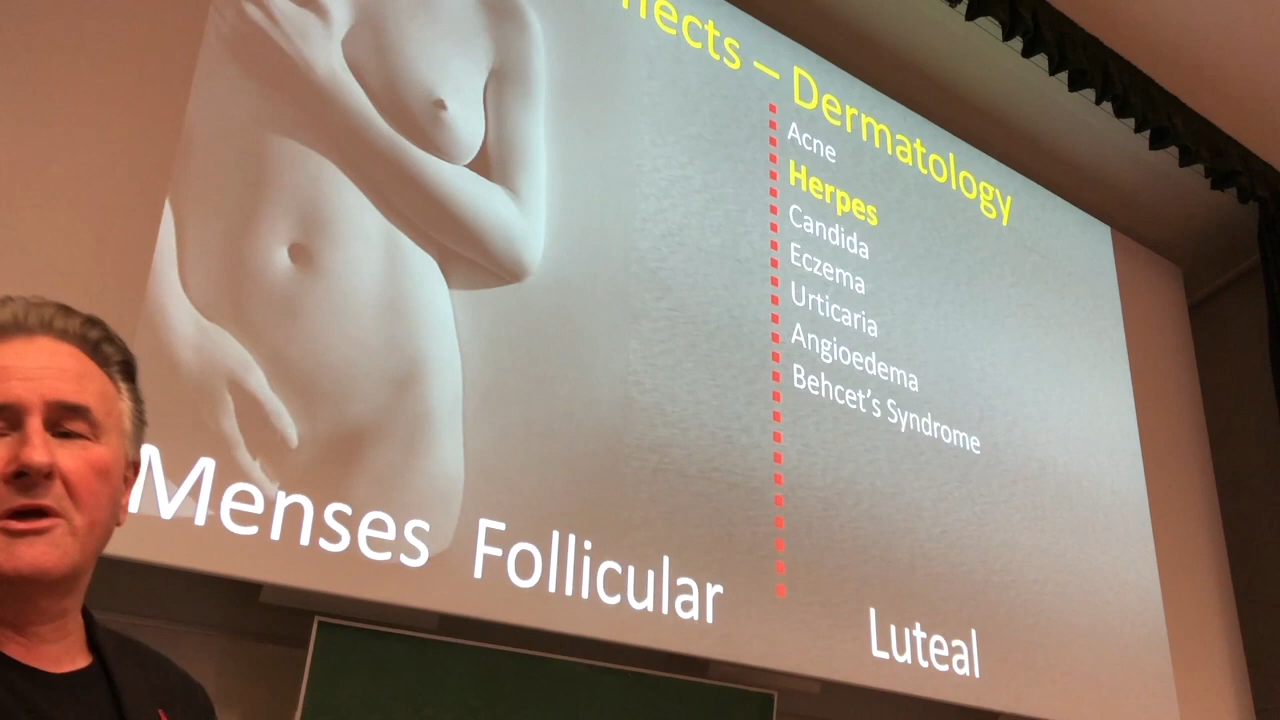 – Dermatology
Acne
Herpes
Candida
Eczema
Urticaria
Angioedema
Behcet's Syndrome
Menses Follicular
Luteal